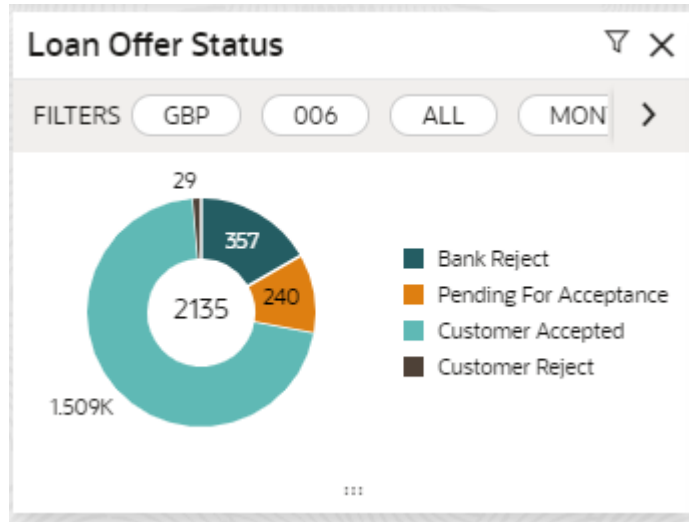 Loan Offer Status
FILTERS GBP 006 ALL MON
29
357
240
2135
1.509K
Bank Reject
Pending For Acceptance
Customer Accepted
Customer Reject